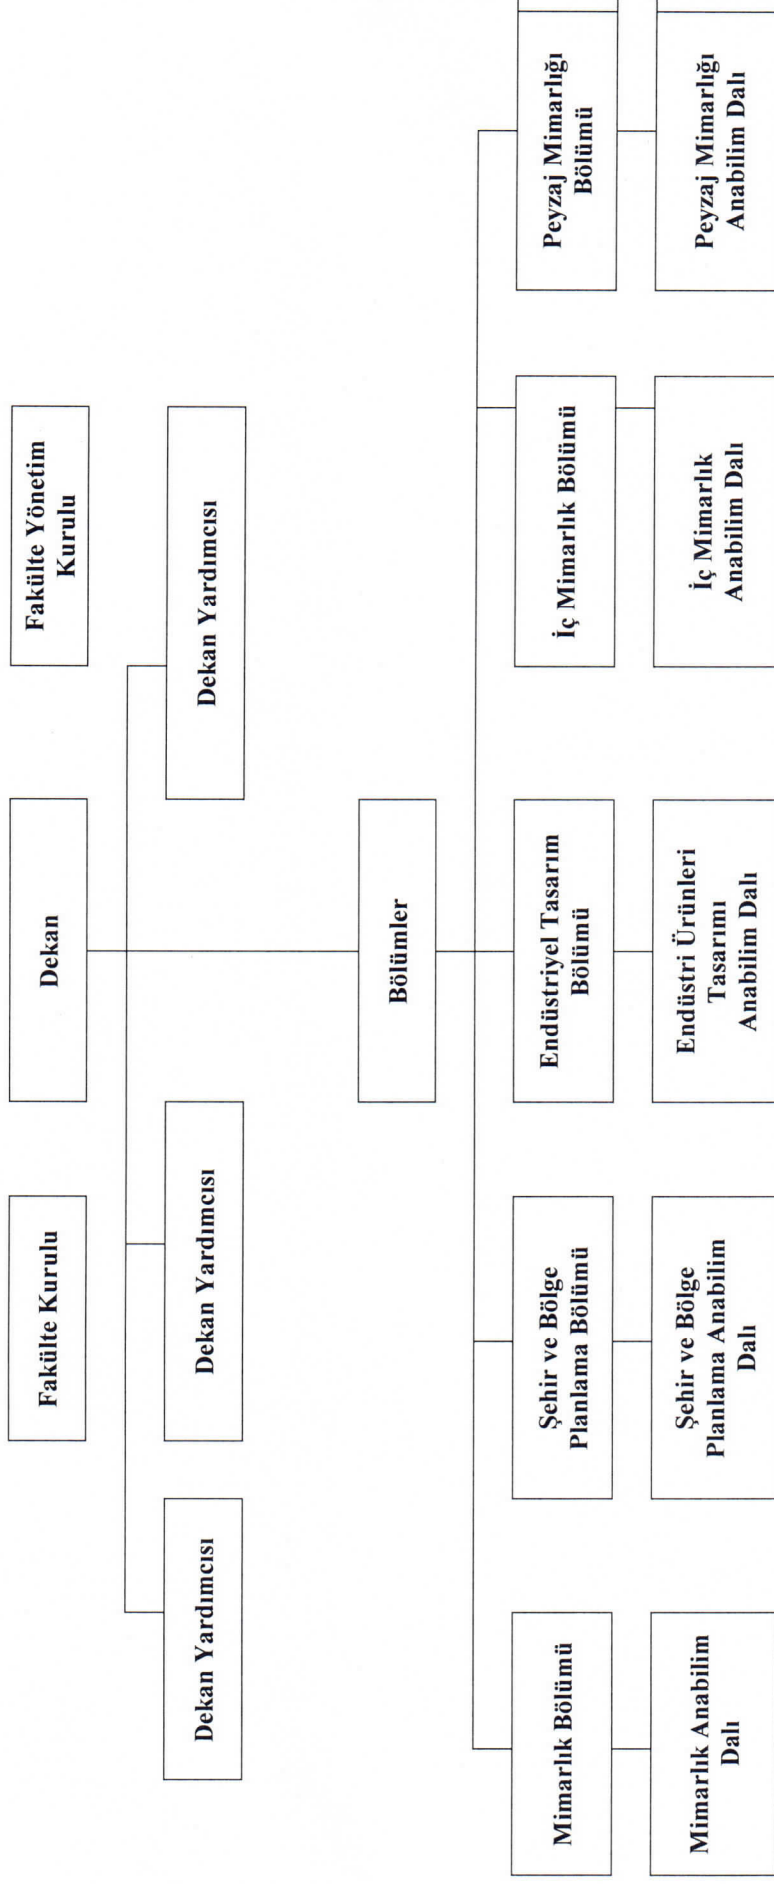 Fakülte Kurulu
Dekan
Fakülte Yönetim
Kurulu
Dekan Yardımcısı
Dekan Yardımcısı
Dekan Yardımcısı
Bölümler
Mimarlık Bölümü
Şehir ve Bölge
Planlama Bölümü
Endüstriyel Tasarım
Bölümü
İç Mimarlık Bölümü
Peyzaj Mimarlığı
Bölümü
Mimarlık Anabilim
Dalı
Şehir ve Bölge
Planlama Anabilim
Dalı
Endüstri Ürünleri
Tasarımı
Anabilim Dalı
İç Mimarlık
Anabilim Dalı
Peyzaj Mimarlığı
Anabilim Dalı